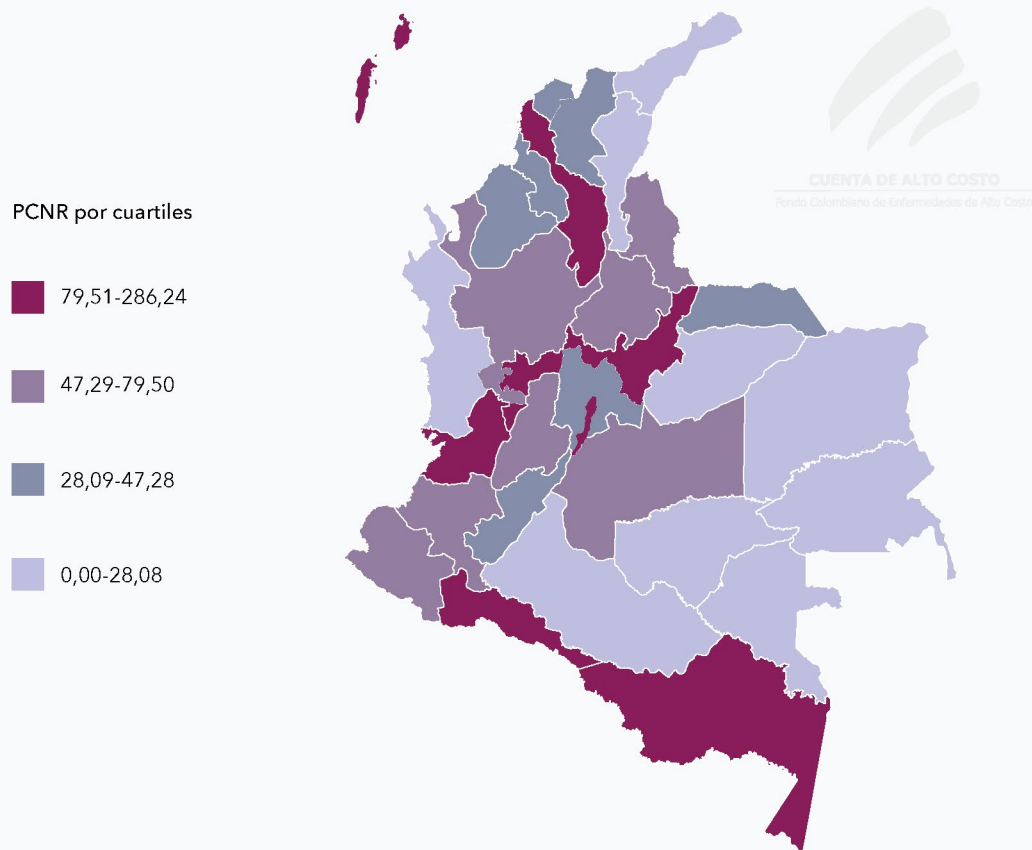 CUENTA DE ALTO COSTO
Fondo Colombiano de Enfermedades de Alto Costo
PCNR por cuartiles
79,51-286,24
47,29-79,50
28,09-47,28
0,00-28,08